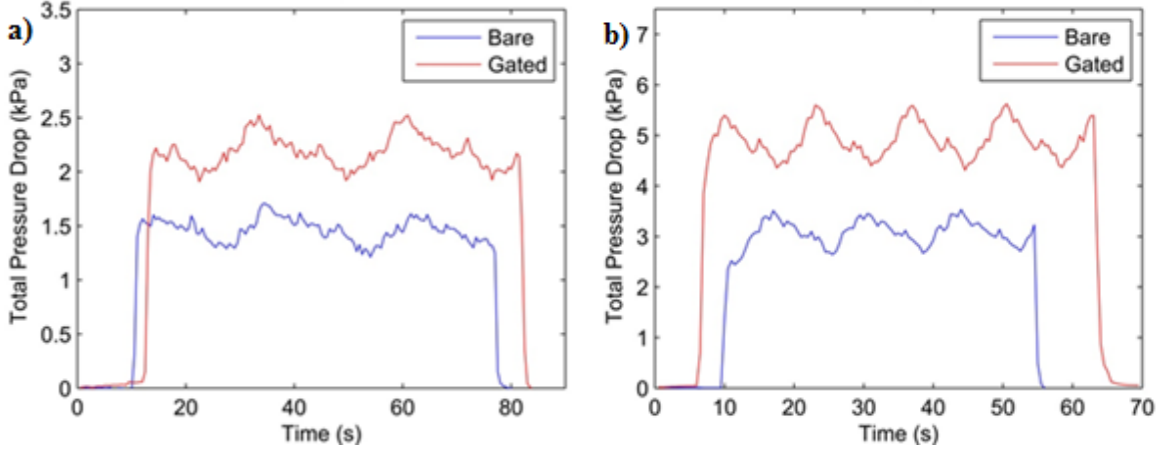 a)
Total Pressure Drop (kPa)
3.5
3
2.5
2
1.5
1
0.5
0
Bare
Gated
0 20 40 60 80
Time (s)
b)
Total Pressure Drop (kPa)
7
6
5
4
3
2
1
0
Bare
Gated
0 10 20 30 40 50 60 70
Time (s)